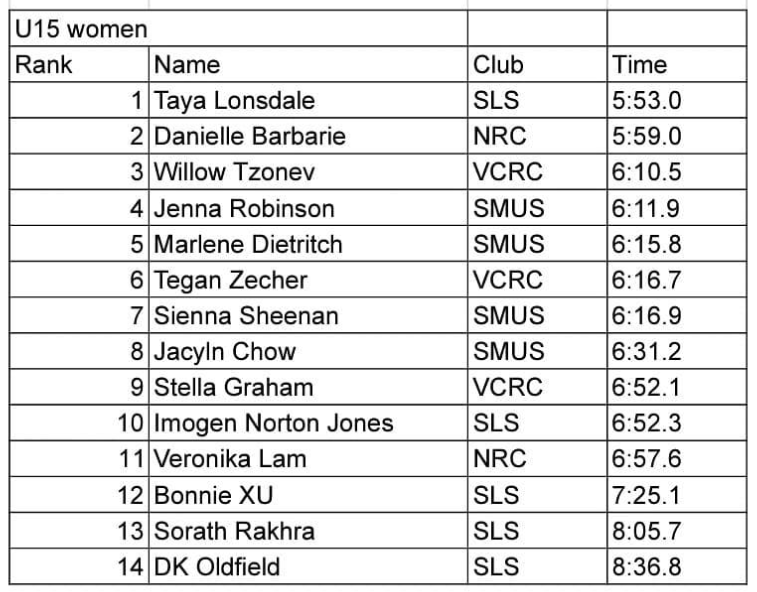 U15 women
Rank Name Club Time
1 Taya Lonsdale SLS 5:53.0
2 Danielle Barbarie NRC 5:59.0
3 Willow Tzonev VCRC 6:10.5
4 Jenna Robinson SMUS 6:11.9
5 Marlene Dietritch SMUS 6:15.8
6 Tegan Zecher VCRC 6:16.7
7 Sienna Sheenan SMUS 6:16.9
8 Jacyln Chow SMUS 6:31.2
9 Stella Graham VCRC 6:52.1
10 Imogen Norton Jones SLS 6:52.3
11 Veronika Lam NRC 6:57.6
12 Bonnie XU SLS 7:25.1
13 Sorath Rakhra SLS 8:05.7
14 DK Oldfield SLS 8:36.8